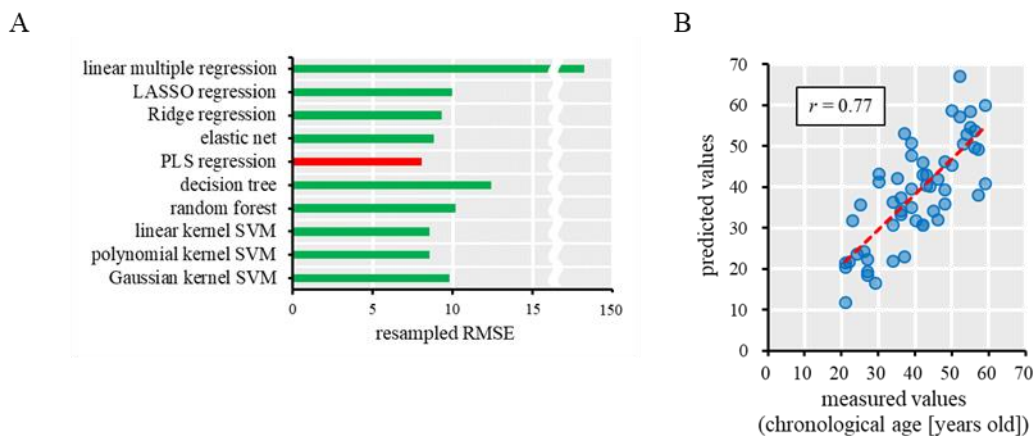 A
linear multiple regression
LASSO regression
Ridge regression
elastic net
PLS regression
decision tree
random forest
linear kernel SVM
polynomial kernel SVM
Gaussian kernel SVM
0 5 10 15 150
resampled RMSE
B
70
60
50
40
30
20
10
0
predicted values
r = 0.77
0 10 20 30 40 50 60 70
measured values
(chronological age [years old])